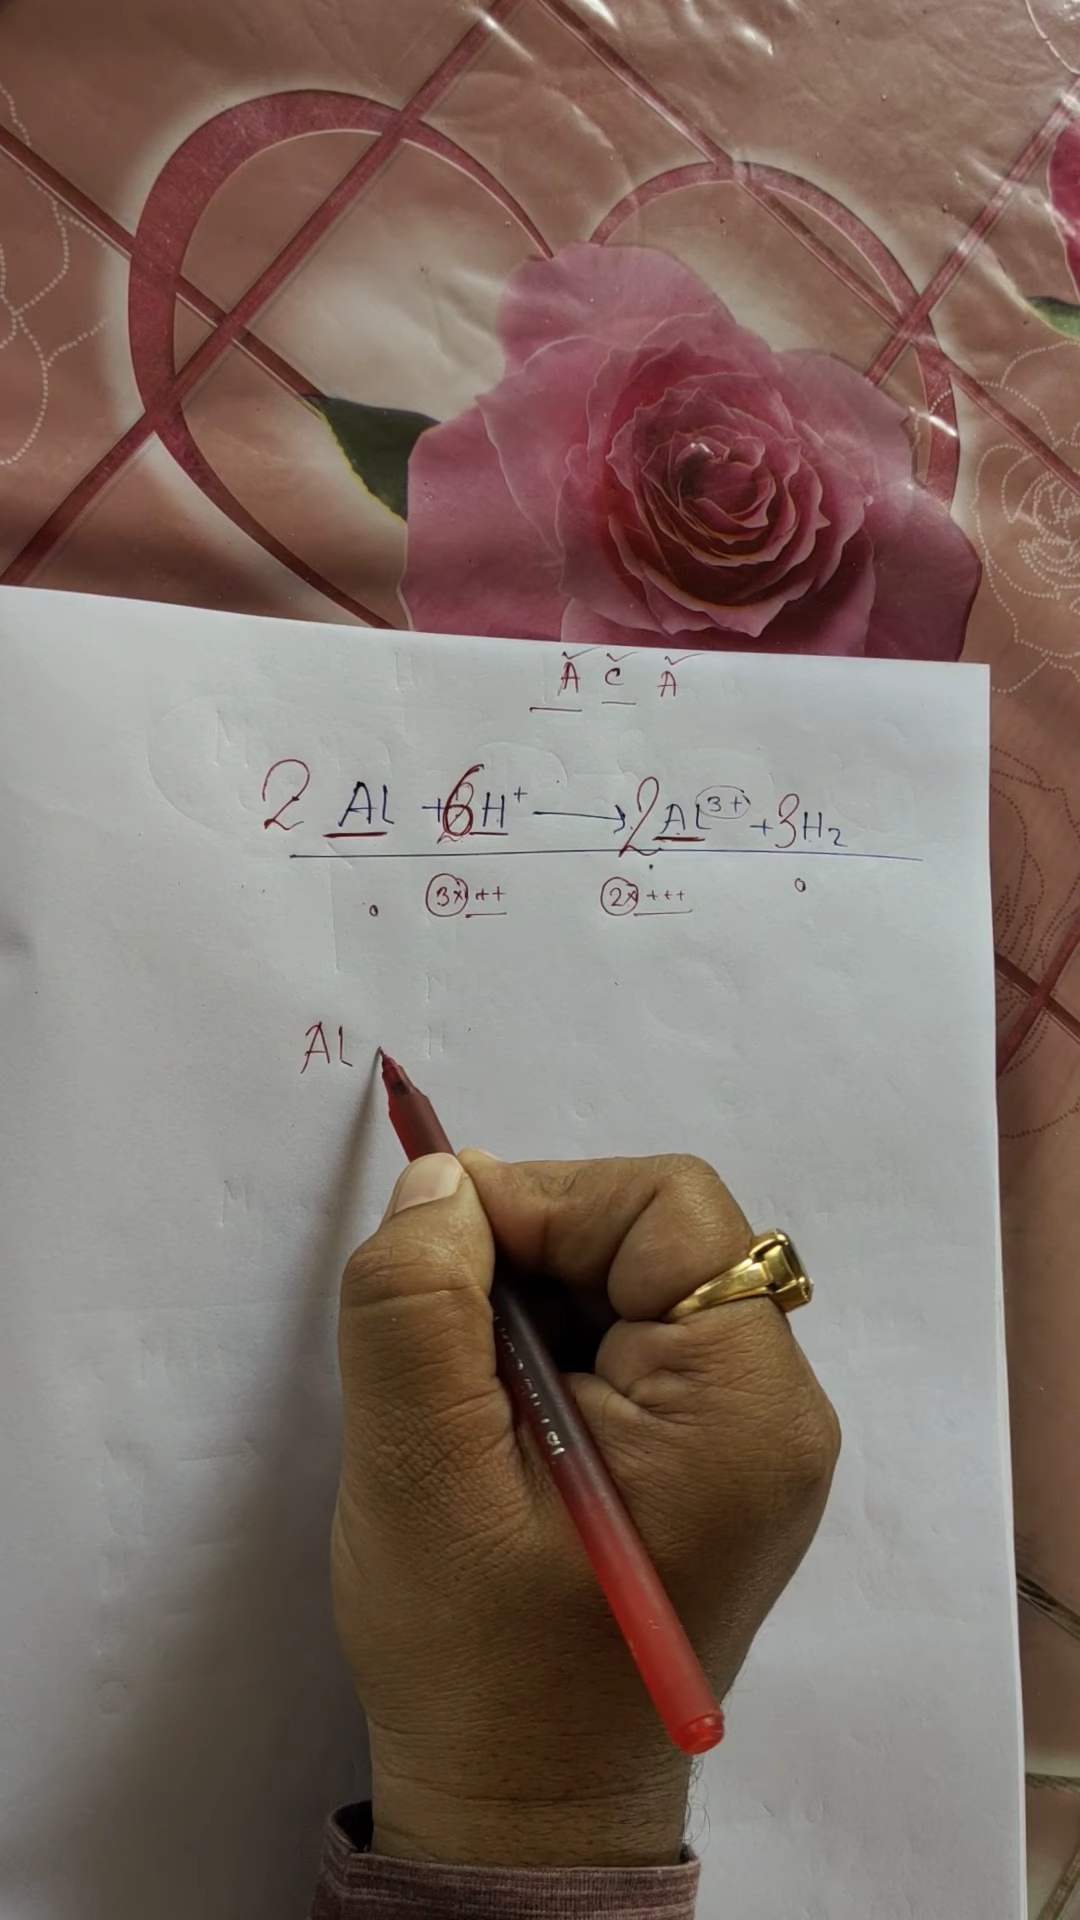 A C A
2 Al + 6H⁺ ⟶ 2Al³⁺ + 3H₂
0 3x++ 2x+++ 0
Al